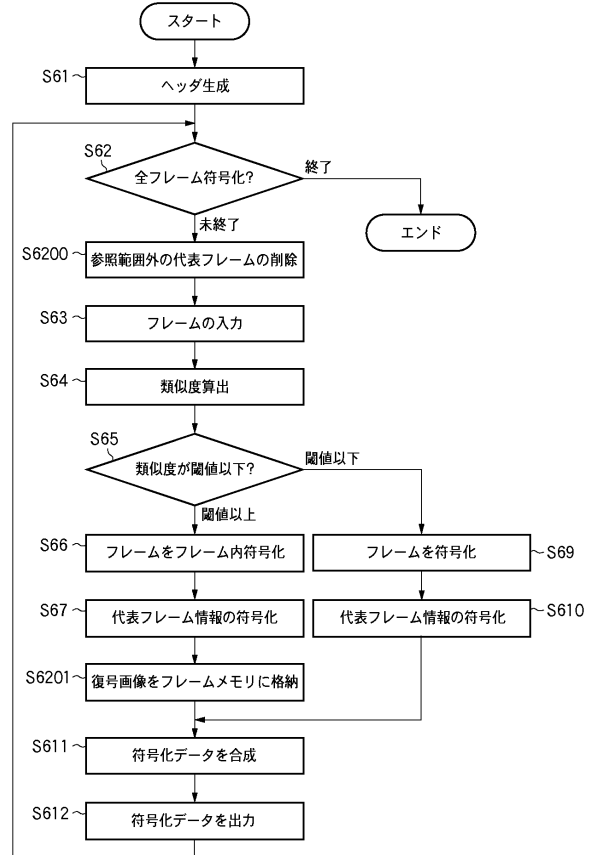 スタート
S61
ヘッダ生成
S62
全フレーム符号化?
終了
エンド
未終了
S6200
参照範囲外の代表フレームの削除
S63
フレームの入力
S64
類似度算出
S65
類似度が閾値以下?
閾値以下
閾値以上
S66
フレームをフレーム内符号化
フレームを符号化
S69
S67
代表フレーム情報の符号化
代表フレーム情報の符号化
S610
S6201
復号画像をフレームメモリに格納
S611
符号化データを合成
S612
符号化データを出力